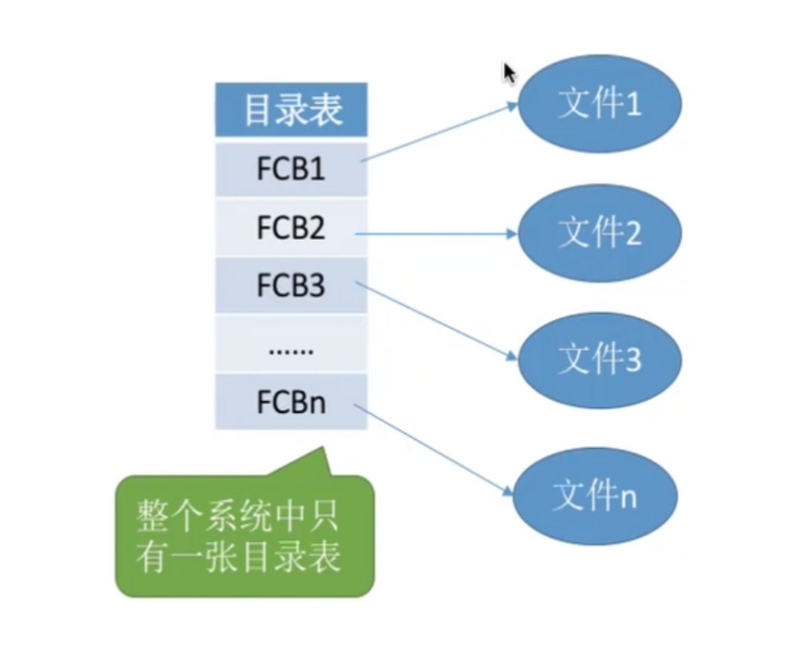 目录表
FCB1
FCB2
FCB3
......
FCBn
文件1
文件2
文件3
文件n
整个系统中只
有一张目录表